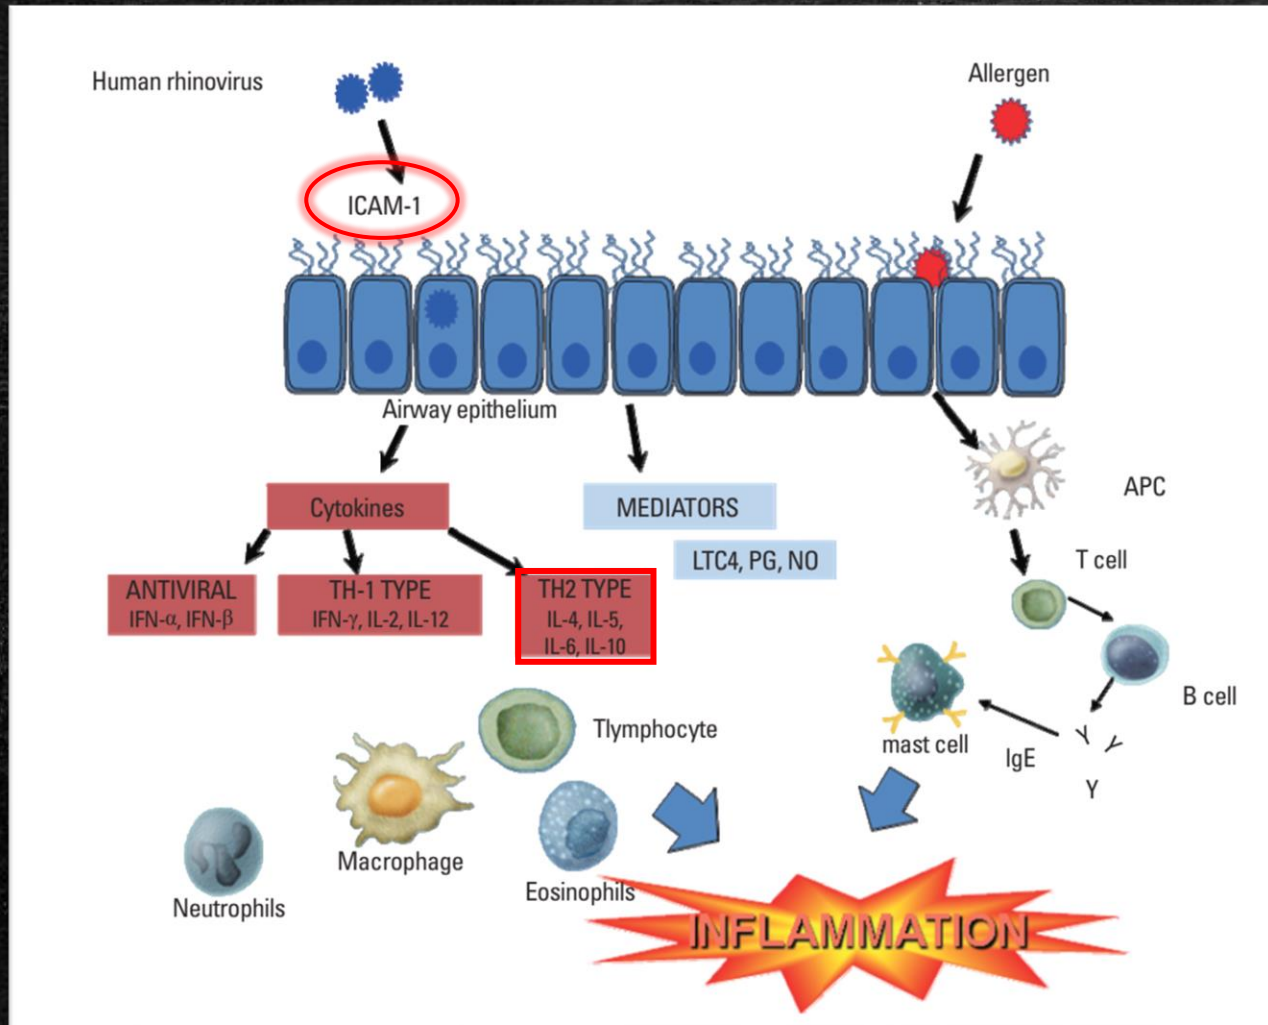 Human rhinovirus
Allergen
ICAM-1
Airway epithelium
Cytokines
MEDIATORS
APC
LTC4, PG, NO
T cell
ANTIVIRAL
IFN-α, IFN-β
TH-1 TYPE
IFN-γ, IL-2, IL-12
TH2 TYPE
IL-4, IL-5,
IL-6, IL-10
B cell
Tlymphocyte
mast cell
IgE
Y
Macrophage
Eosinophils
Neutrophils
INFLAMMATION